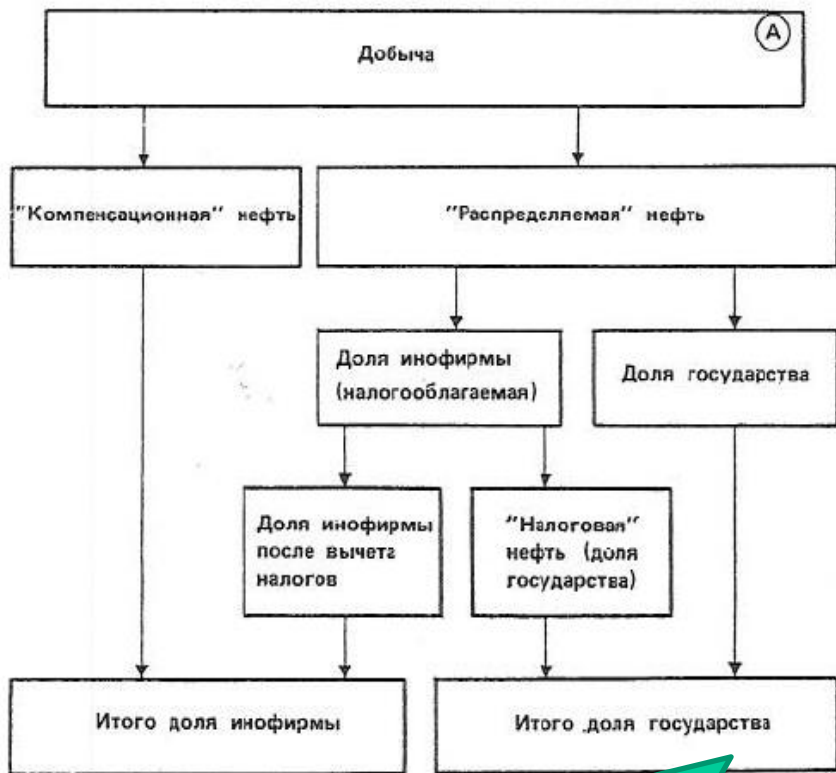 Добыча
А
"Компенсационная" нефть
"Распределяемая" нефть
Доля инофирмы
(налогооблагаемая)
Доля государства
Доля инофирмы
после вычета
налогов
"Налоговая"
нефть (доля
государства)
Итого доля инофирмы
Итого доля государства